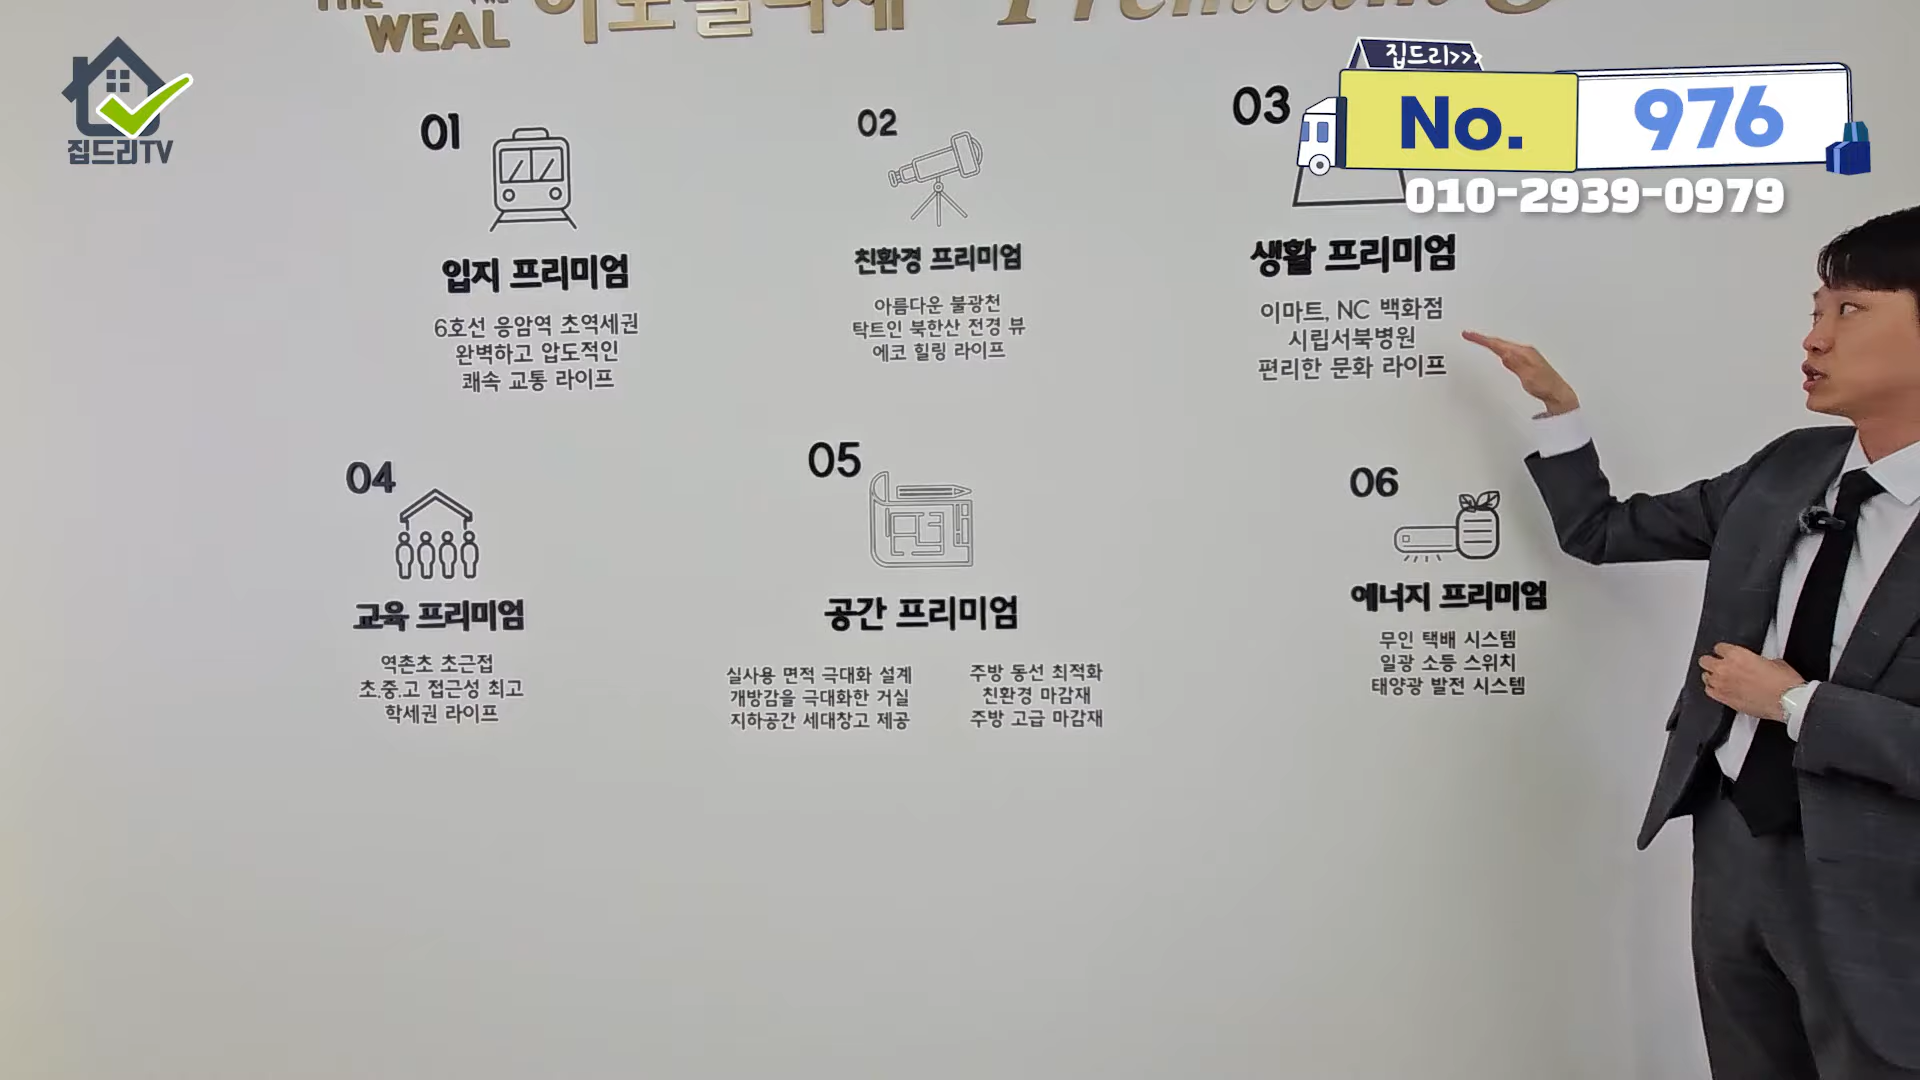 WEAL
집드리TV
집드리>>>
No. 976
010-2939-0979
01
입지 프리미엄
6호선 응암역 초역세권
완벽하고 압도적인
쾌속 교통 라이프
02
친환경 프리미엄
아름다운 불광천
탁트인 북한산 전경 뷰
에코 힐링 라이프
03
생활 프리미엄
이마트, NC 백화점
시립서북병원
편리한 문화 라이프
04
교육 프리미엄
역촌초 초근접
초.중.고 접근성 최고
학세권 라이프
05
공간 프리미엄
실사용 면적 극대화 설계
개방감을 극대화한 거실
지하공간 세대창고 제공
주방 동선 최적화
친환경 마감재
주방 고급 마감재
06
에너지 프리미엄
무인 택배 시스템
일광 소등 스위치
태양광 발전 시스템